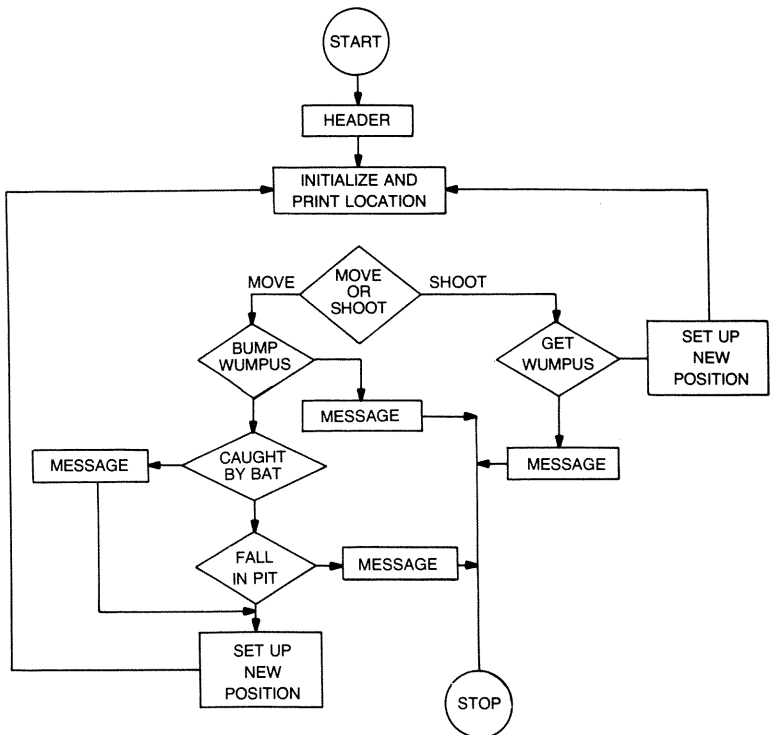 START
HEADER
INITIALIZE AND
PRINT LOCATION
MOVE
MOVE
OR
SHOOT
SHOOT
BUMP
WUMPUS
GET
WUMPUS
SET UP
NEW
POSITION
MESSAGE
MESSAGE
CAUGHT
BY BAT
MESSAGE
FALL
IN PIT
MESSAGE
SET UP
NEW
POSITION
STOP